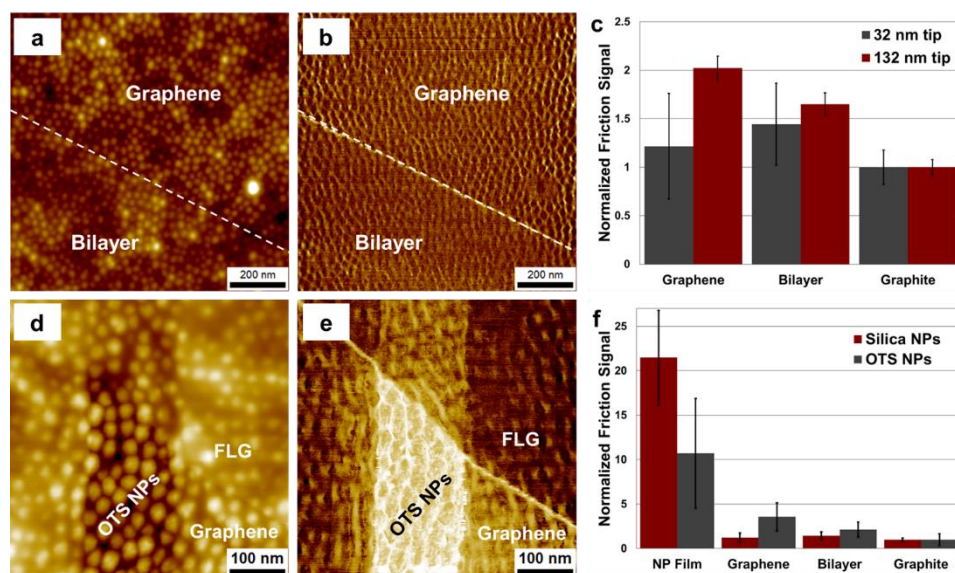 a
Graphene
Bilayer
200 nm
b
Graphene
Bilayer
200 nm
c
32 nm tip
132 nm tip
Normalized Friction Signal
2.5
2
1.5
1
0.5
0
Graphene Bilayer Graphite
d
FLG
OTS NPs
Graphene
100 nm
e
FLG
OTS NPs
Graphene
100 nm
f
Silica NPs
OTS NPs
Normalized Friction Signal
25
20
15
10
5
0
NP Film Graphene Bilayer Graphite